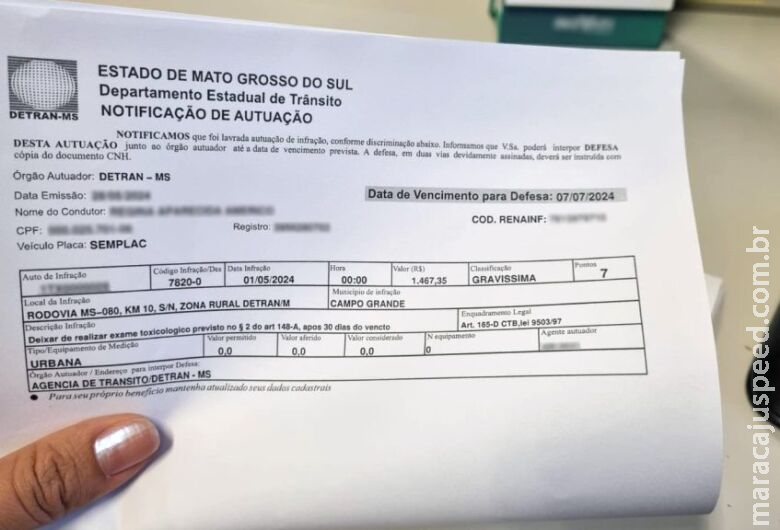 ESTADO DE MATO GROSSO DO SUL
Departamento Estadual de Trânsito
NOTIFICAÇÃO DE AUTUAÇÃO
DETRAN-MS
NOTIFICAMOS que foi lavrada autuação de infração, conforme discriminação abaixo. Informamos que V.Sa. poderá interpor DEFESA
DESTA AUTUAÇÃO junto ao órgão autuador até a data de vencimento prevista. A defesa, em duas vias devidamente assinadas, deverá ser instruída com
cópia do documento CNH.
Órgão Autuador: DETRAN - MS
Data Emissão:
Data de Vencimento para Defesa: 07/07/2024
Nome do Condutor:
COD. RENAINF:
CPF:
Registro:
Veículo Placa: SEMPLAC
Auto de Infração Código Infração/Des Data Infração Hora Valor (R$) Classificação Pontos
7820-0 01/05/2024 00:00 1.467,35 GRAVISSIMA 7
Local da Infração Município de infração
RODOVIA MS-080, KM 10, S/N, ZONA RURAL DETRAN/M CAMPO GRANDE
Descrição Infração Enquadramento Legal
Deixar de realizar exame toxicologico previsto no § 2 do art 148-A, apos 30 dias do vencto Art. 165-D CTB,lei 9503/97
Tipo/Equipamento de Medição Valor permitido Valor aferido Valor considerado N equipamento Agente autuador
URBANA 0,0 0,0 0,0 0
Órgão Autuador / Endereço para interpor Defesa:
AGENCIA DE TRANSITO/DETRAN - MS
Para seu próprio benefício mantenha atualizado seus dados cadastrais
maracajuspeed.com.br